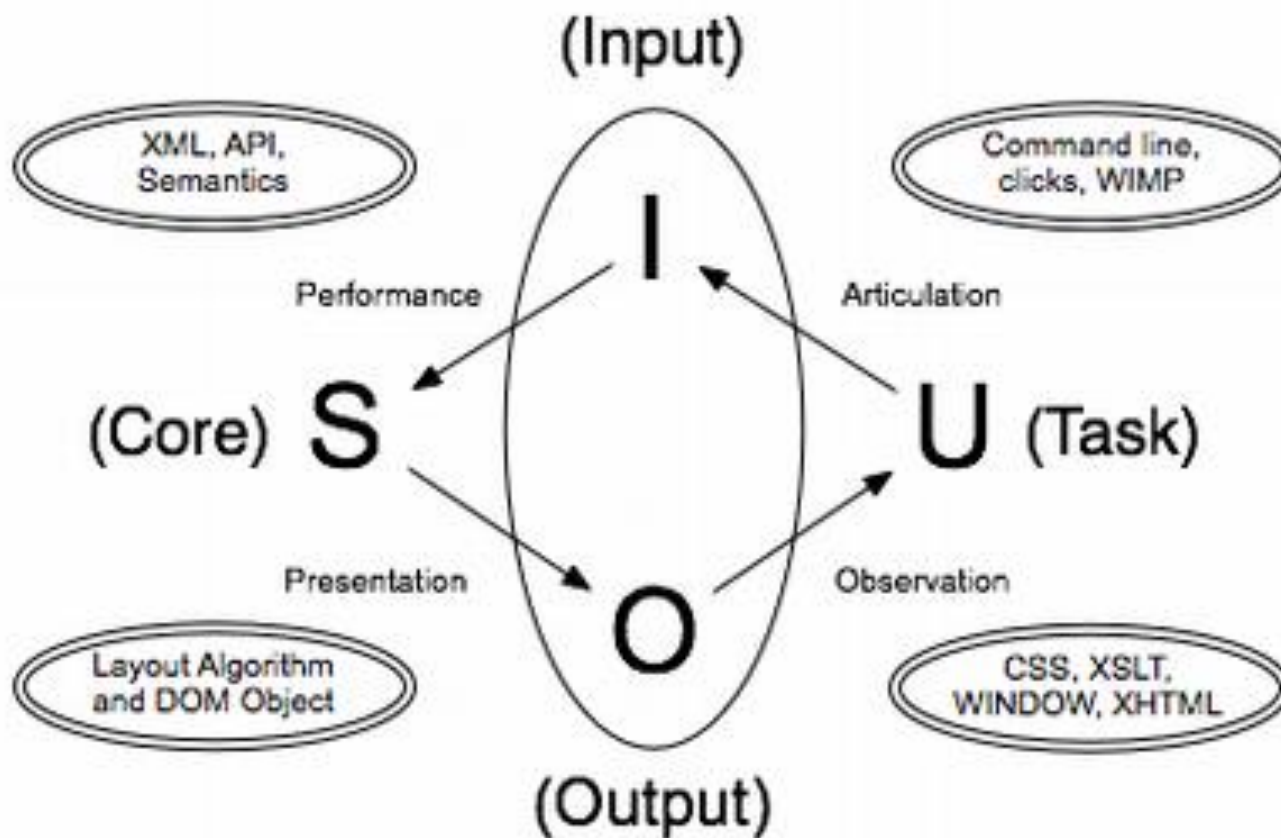 (Input)
XML, API,
Semantics
Command line,
clicks, WIMP
I
Performance
Articulation
(Core) S
U (Task)
Presentation
Observation
O
Layout Algorithm
and DOM Object
CSS, XSLT,
WINDOW, XHTML
(Output)